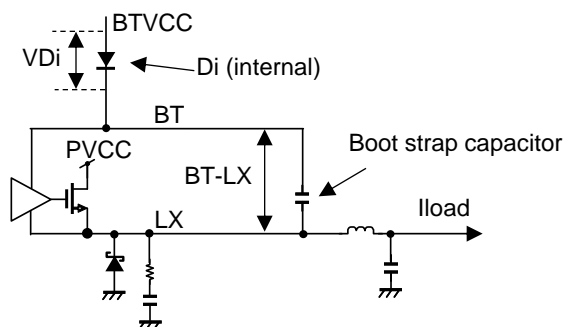 BTVCC
VDi
Di (internal)
BT
PVCC
Boot strap capacitor
BT-LX
LX
Iload